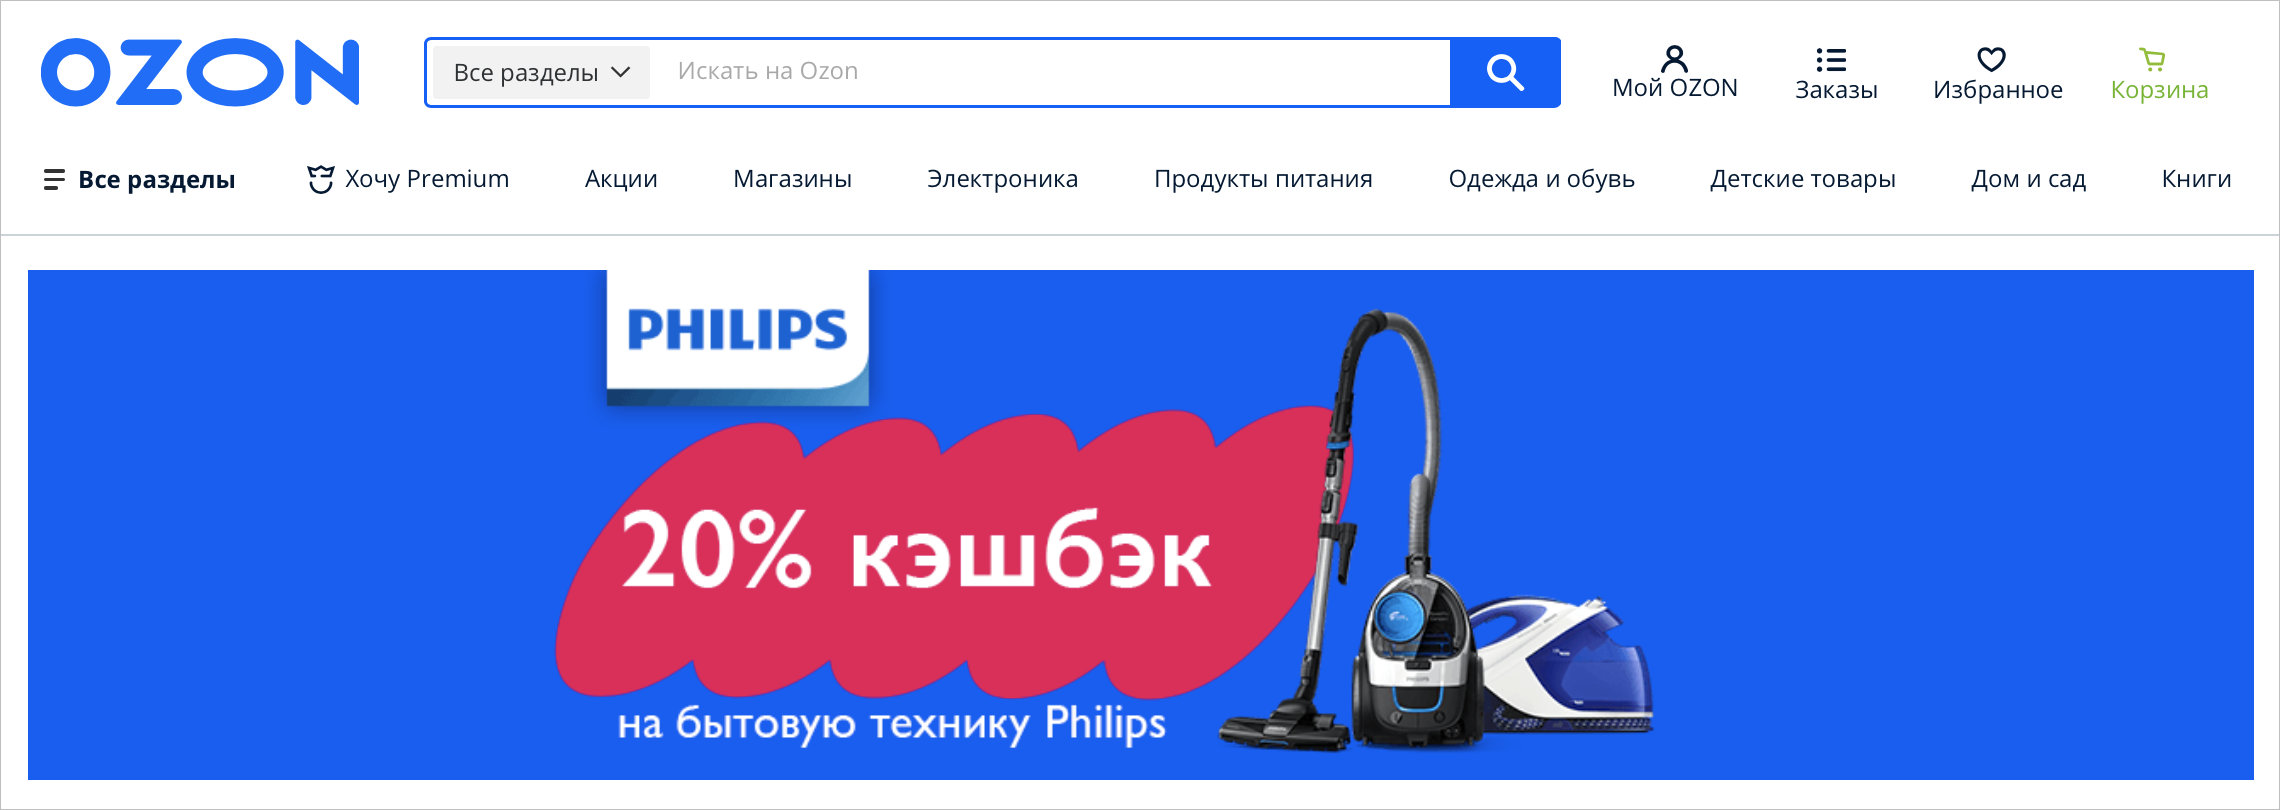 OZON
Все разделы
Искать на Ozon
Мой OZON
Заказы
Избранное
Корзина
Все разделы
Хочу Premium
Акции
Магазины
Электроника
Продукты питания
Одежда и обувь
Детские товары
Дом и сад
Книги
PHILIPS
20% кэшбэк
на бытовую технику Philips